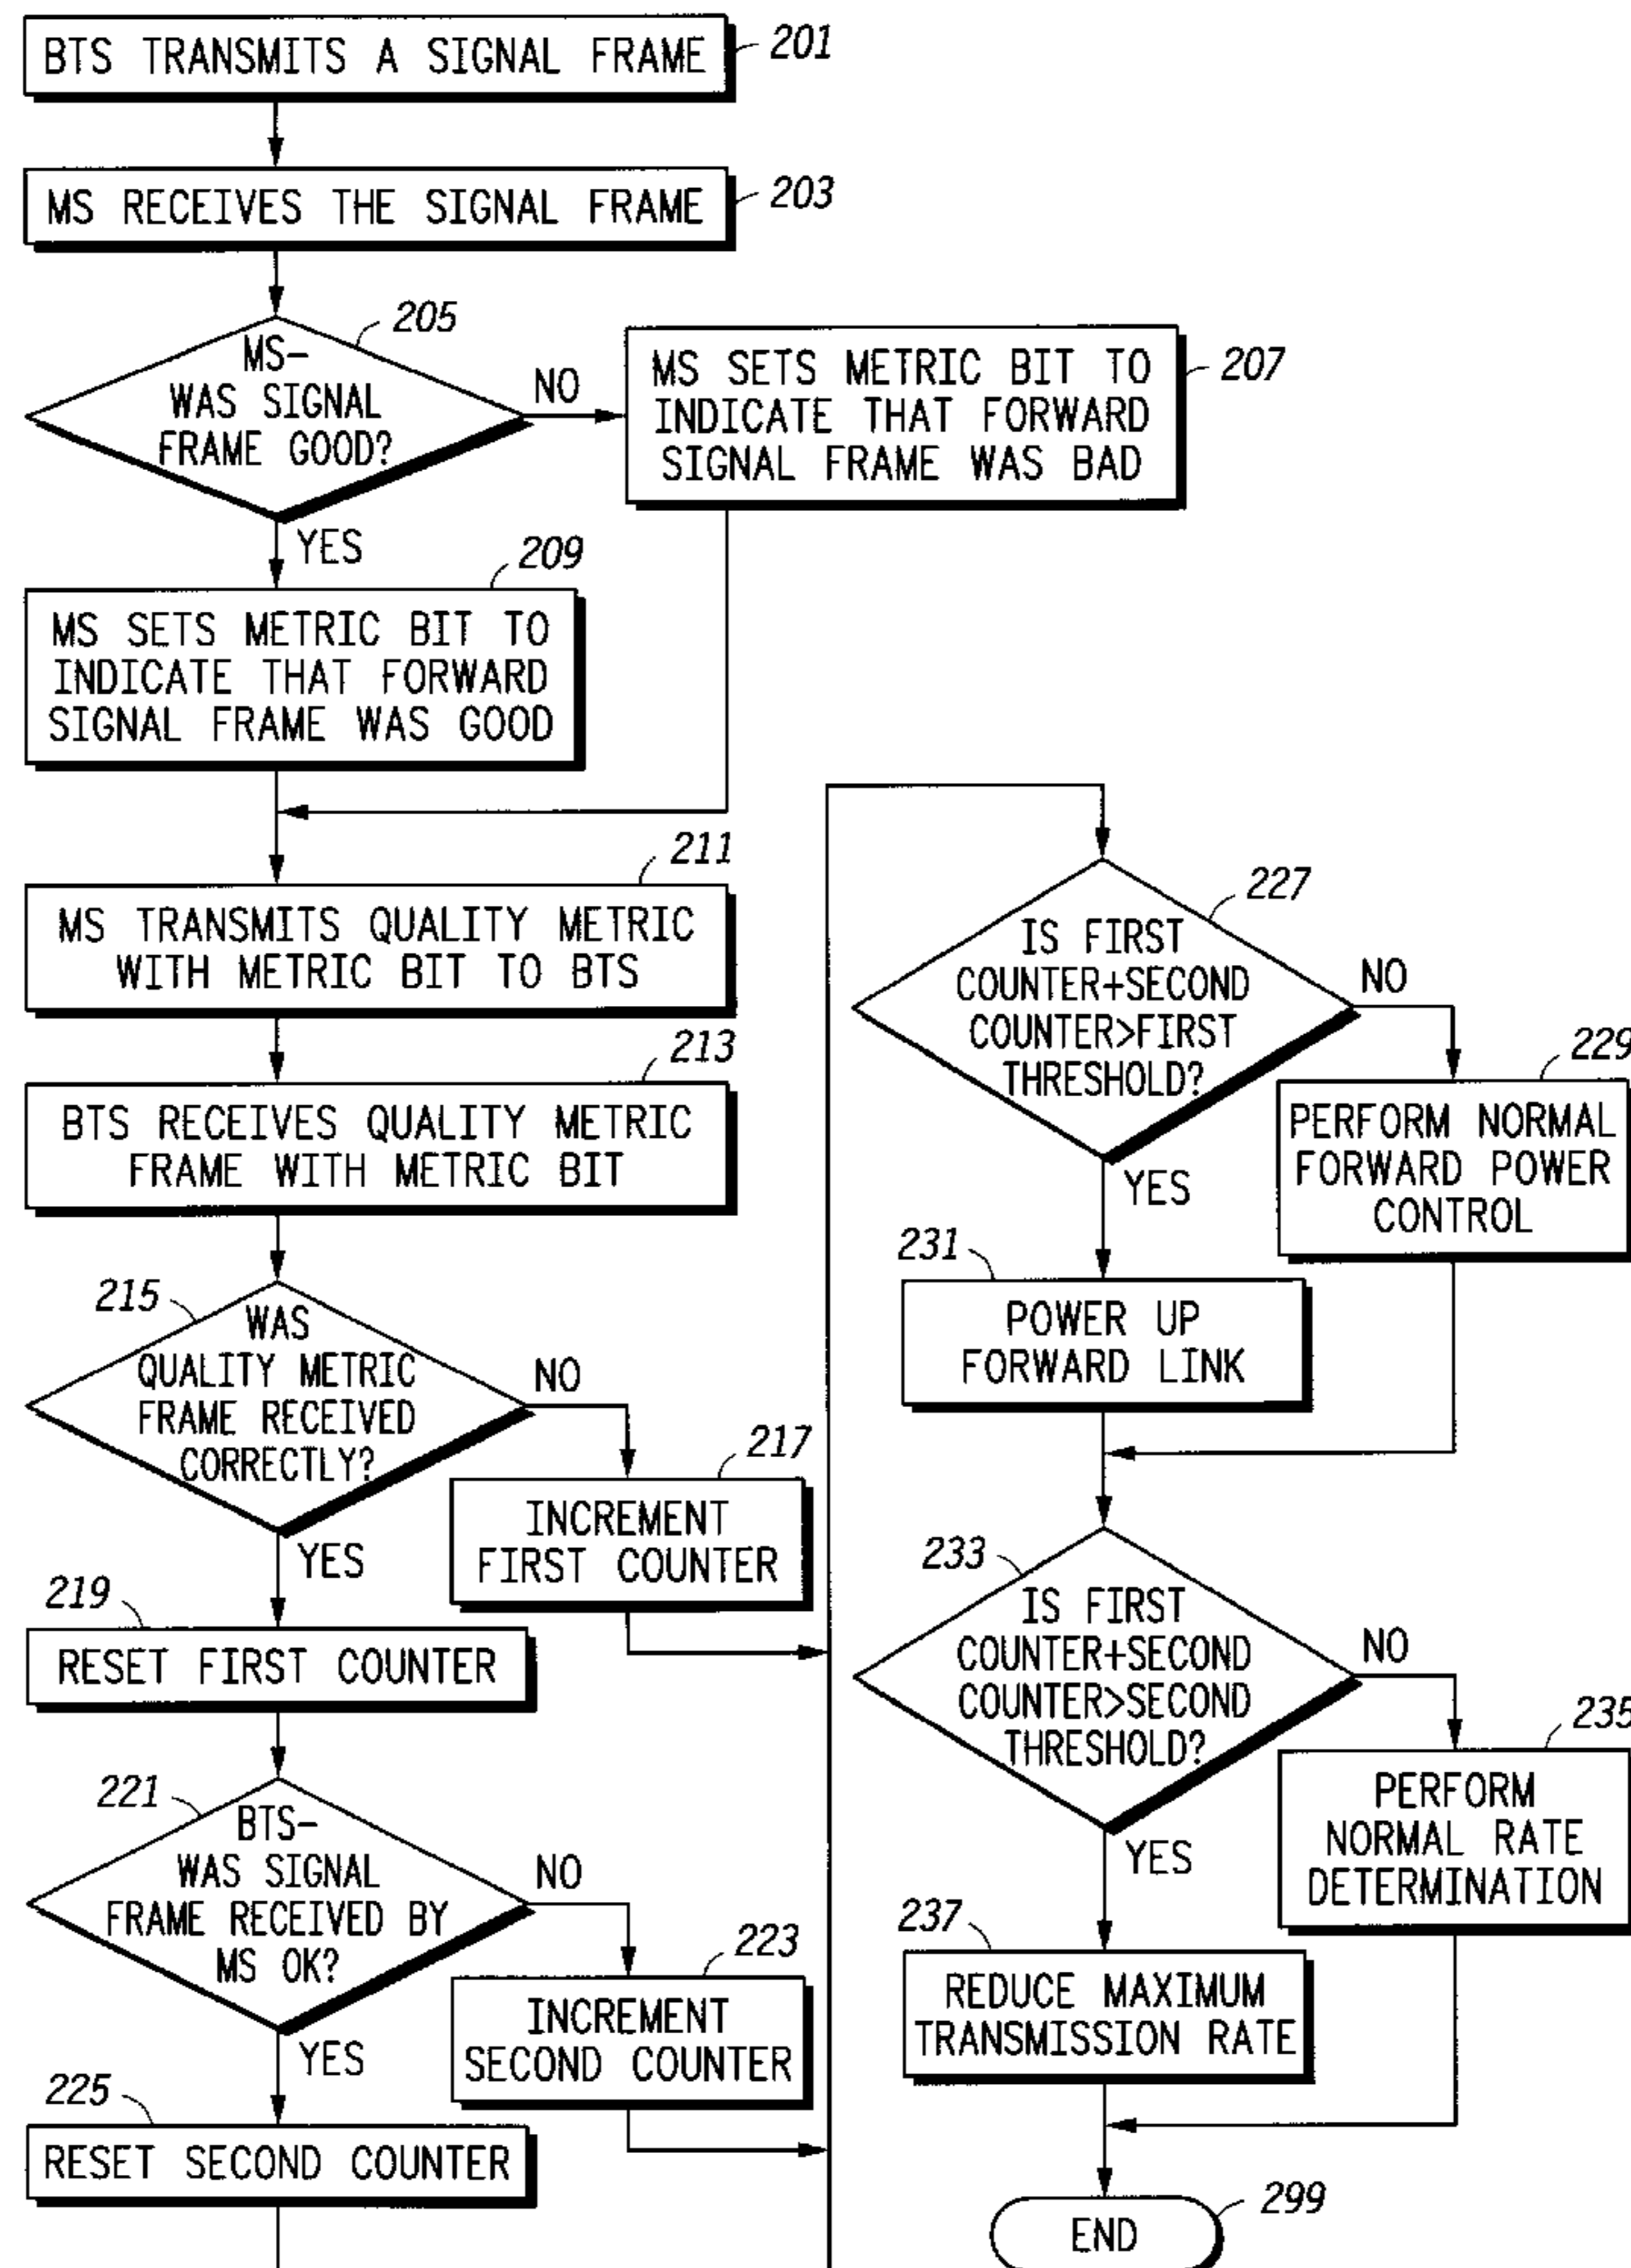 BTS TRANSMITS A SIGNAL FRAME
201
MS RECEIVES THE SIGNAL FRAME
203
205
MS-
WAS SIGNAL
FRAME GOOD?
NO
MS SETS METRIC BIT TO
INDICATE THAT FORWARD
SIGNAL FRAME WAS BAD
207
YES
209
MS SETS METRIC BIT TO
INDICATE THAT FORWARD
SIGNAL FRAME WAS GOOD
211
MS TRANSMITS QUALITY METRIC
WITH METRIC BIT TO BTS
213
BTS RECEIVES QUALITY METRIC
FRAME WITH METRIC BIT
215
WAS
QUALITY METRIC
FRAME RECEIVED
CORRECTLY?
NO
217
INCREMENT
FIRST COUNTER
YES
219
RESET FIRST COUNTER
221
BTS-
WAS SIGNAL
FRAME RECEIVED BY
MS OK?
NO
223
INCREMENT
SECOND COUNTER
YES
225
RESET SECOND COUNTER
227
IS FIRST
COUNTER+SECOND
COUNTER>FIRST
THRESHOLD?
NO
229
PERFORM NORMAL
FORWARD POWER
CONTROL
YES
231
POWER UP
FORWARD LINK
233
IS FIRST
COUNTER+SECOND
COUNTER>SECOND
THRESHOLD?
NO
235
PERFORM
NORMAL RATE
DETERMINATION
YES
237
REDUCE MAXIMUM
TRANSMISSION RATE
299
END